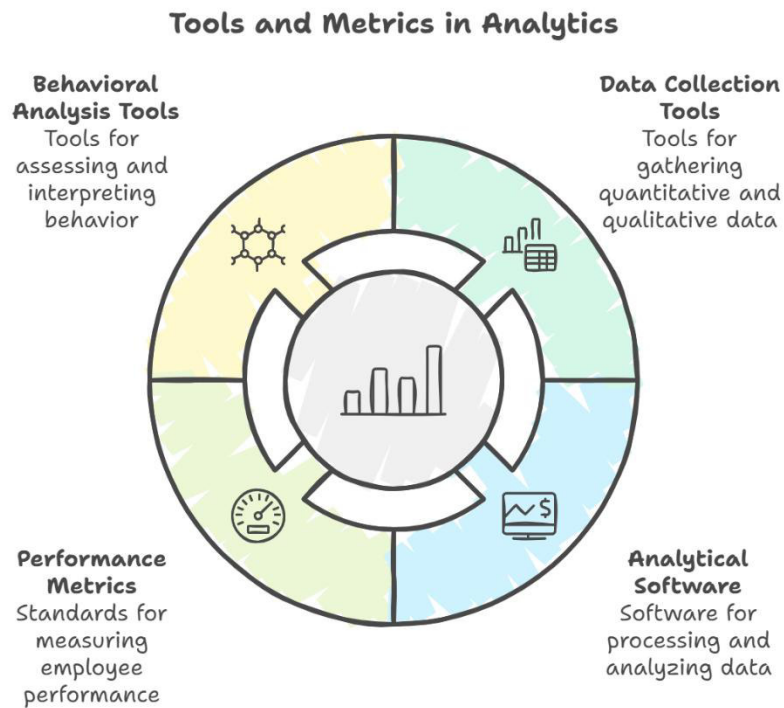 Tools and Metrics in Analytics
Behavioral
Analysis Tools
Tools for
assessing and
interpreting
behavior
Data Collection
Tools
Tools for
gathering
quantitative and
qualitative data
$
Performance
Metrics
Standards for
measuring
employee
performance
Analytical
Software
Software for
processing and
analyzing data